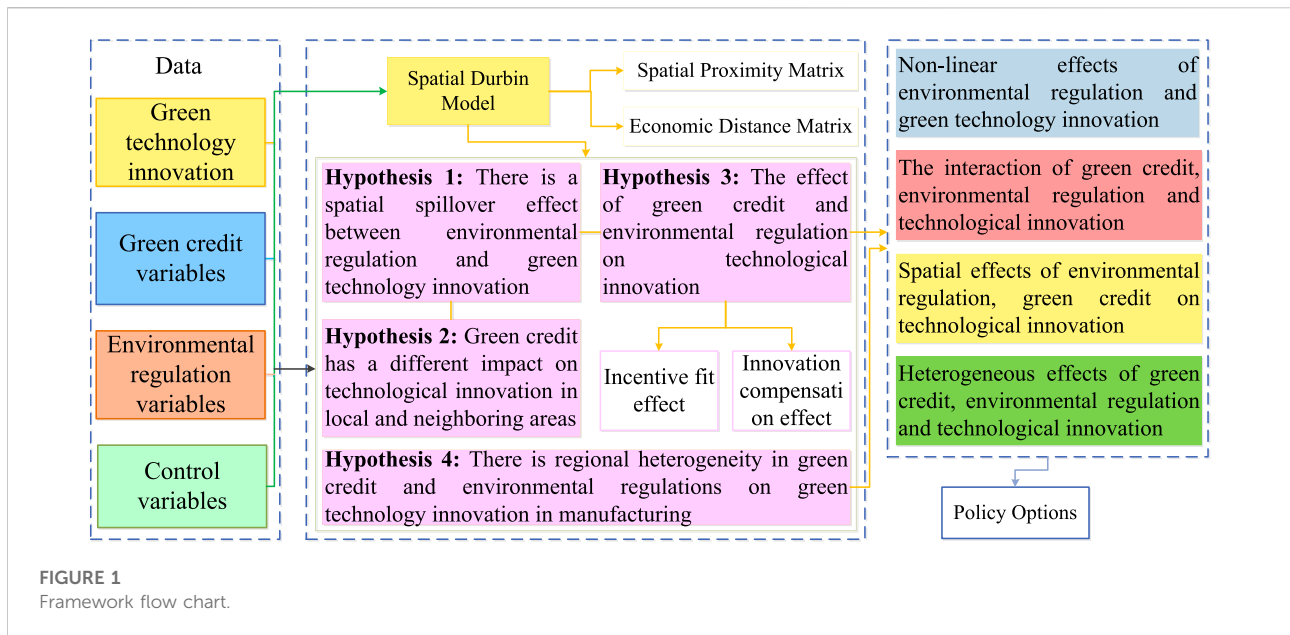 Data
Green
technology
innovation
Green credit
variables
Environmental
regulation
variables
Control
variables
Spatial Durbin
Model
Spatial Proximity Matrix
Economic Distance Matrix
Hypothesis 1: There is a
spatial spillover effect
between environmental
regulation and green
technology innovation
Hypothesis 2: Green credit
has a different impact on
technological innovation in
local and neighboring areas
Hypothesis 3: The effect
of green credit and
environmental regulation
on technological
innovation
Incentive fit
effect
Innovation
compensati
on effect
Hypothesis 4: There is regional heterogeneity in green
credit and environmental regulations on green
technology innovation in manufacturing
Non-linear effects of
environmental regulation and
green technology innovation
The interaction of green credit,
environmental regulation and
technological innovation
Spatial effects of environmental
regulation, green credit on
technological innovation
Heterogeneous effects of green
credit, environmental regulation
and technological innovation
Policy Options
FIGURE 1
Framework flow chart.